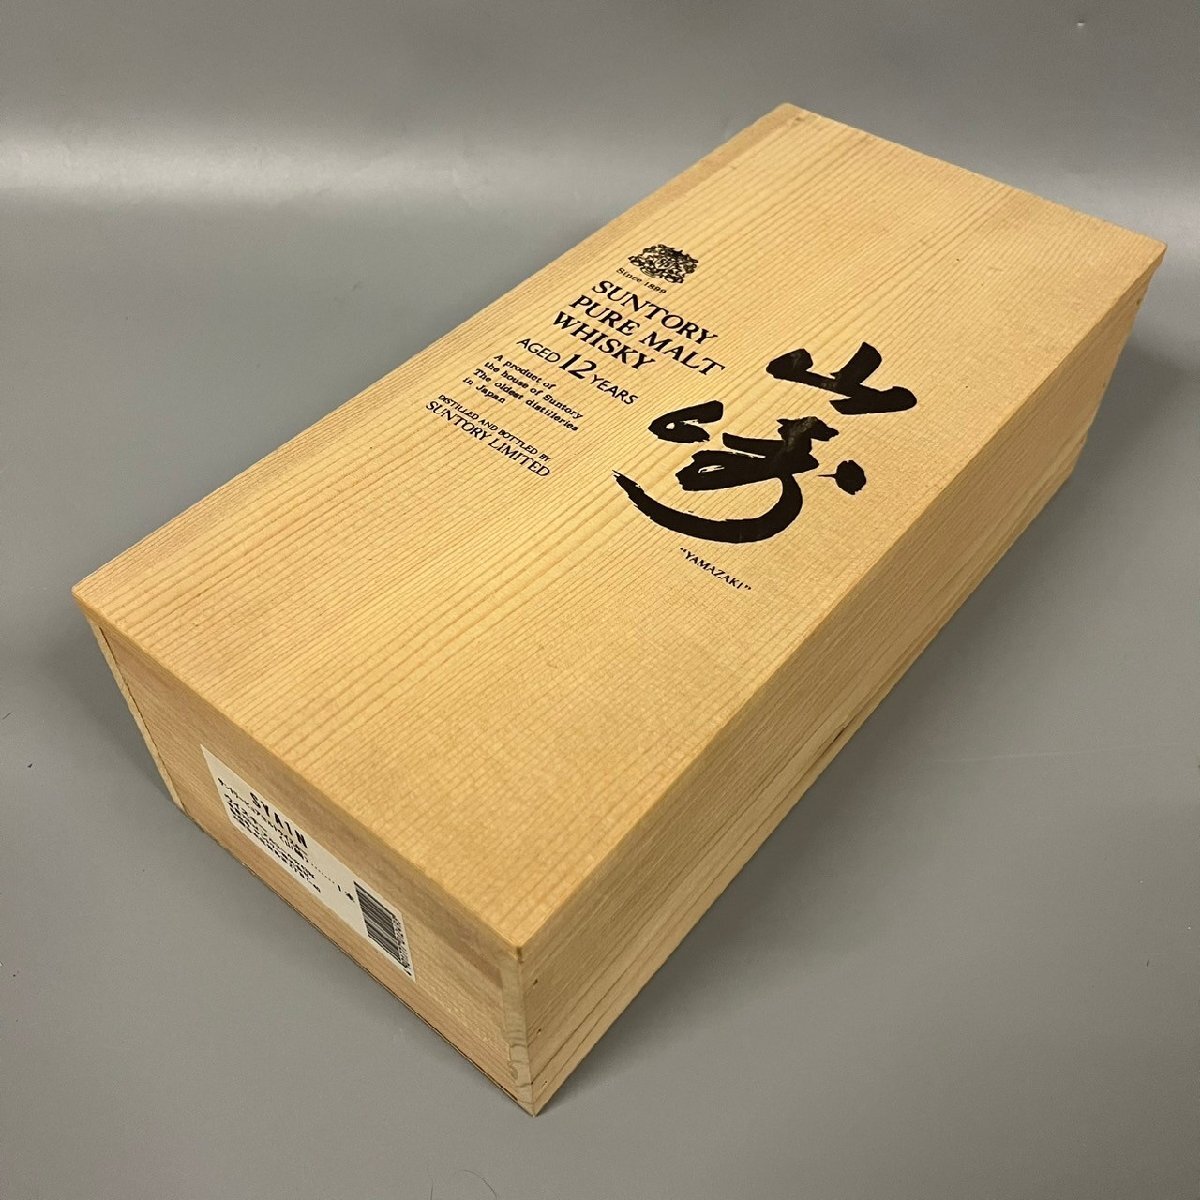 Since 1899
SUNTORY
PURE MALT
WHISKY
AGED 12 YEARS
A product of
the house of Suntory
The oldest distilleries
in Japan
DISTILLED AND BOTTLED BY
SUNTORY LIMITED
山崎
"YAMAZAKI"
SYA1N